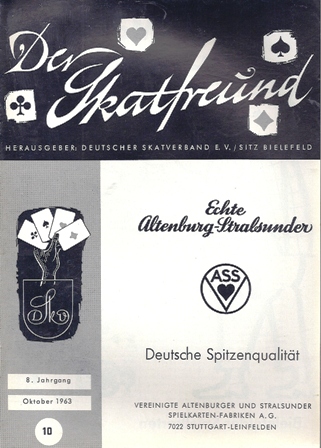 Der
Skatfreund
HERAUSGEBER: DEUTSCHER SKATVERBAND E. V. / SITZ BIELEFELD
Echte
Altenburg-Stralsunder
ASS
DSkV
Deutsche Spitzenqualität
8. Jahrgang
Oktober 1963
10
VEREINIGTE ALTENBURGER UND STRALSUNDER
SPIELKARTEN-FABRIKEN A. G.
7022 STUTTGART-LEINFELDEN